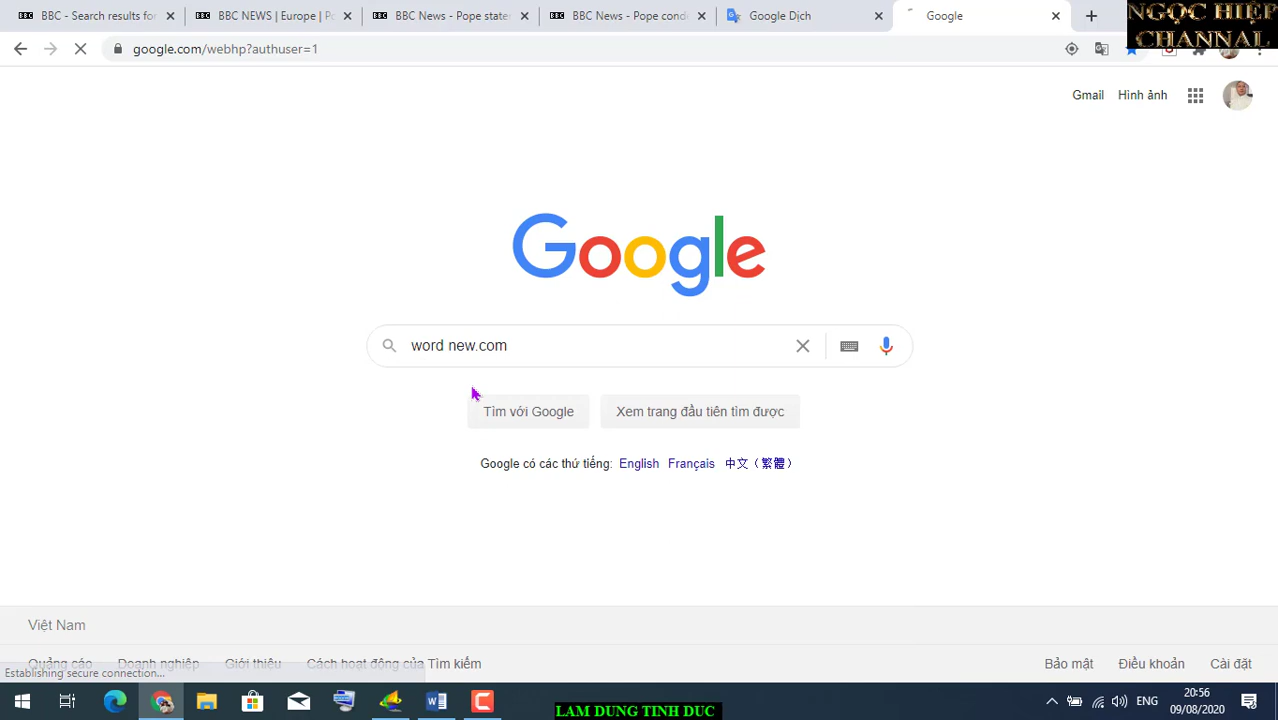 BBC - Search results for
BBC NEWS | Europe | Po
BBC News - Pope state
BBC News - Pope cond
Google Dịch
Google
NGỌC HIỆP
CHANNAL
google.com/webhp?authuser=1
Gmail
Hình ảnh
Google
word new.com
Tìm với Google
Xem trang đầu tiên tìm được
Google có các thứ tiếng: English Français 中文（繁體）
Việt Nam
Quảng cáo
Doanh nghiệp
Giới thiệu
Cách hoạt động của Tìm kiếm
Bảo mật
Điều khoản
Cài đặt
Establishing secure connection...
ENG
20:56
09/08/2020
LAM DUNG TINH DUC